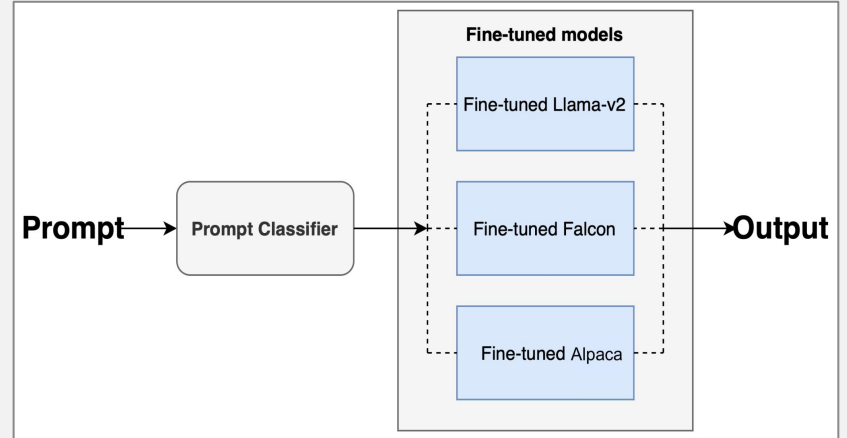 Fine-tuned models
Fine-tuned Llama-v2
Prompt
Prompt Classifier
Fine-tuned Falcon
Output
Fine-tuned Alpaca